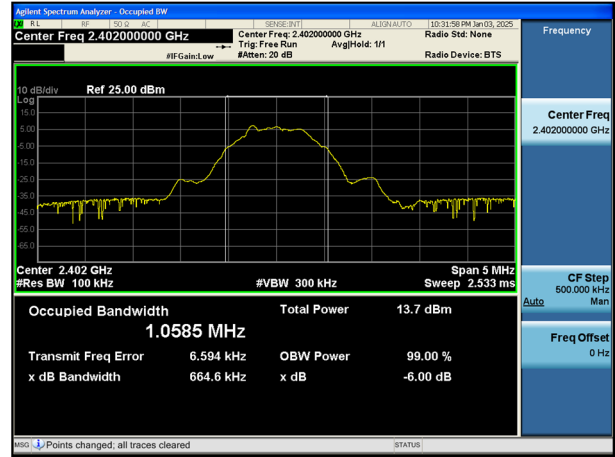 Agilent Spectrum Analyzer - Occupied BW
LXI RL RF 50 Ω AC SENSE:INT ALIGN AUTO 10:31:58 PM Jan 03, 2025
Center Freq 2.402000000 GHz
Center Freq: 2.402000000 GHz
Radio Std: None
Trig: Free Run Avg|Hold: 1/1
#IFGain:Low #Atten: 20 dB Radio Device: BTS
Frequency
10 dB/div Ref 25.00 dBm
Log
15.0
5.00
-5.00
-15.0
-25.0
-35.0
-45.0
-55.0
-65.0
Center 2.402 GHz Span 5 MHz
#Res BW 100 kHz #VBW 300 kHz Sweep 2.533 ms
Occupied Bandwidth Total Power 13.7 dBm
1.0585 MHz
Transmit Freq Error 6.594 kHz OBW Power 99.00 %
x dB Bandwidth 664.6 kHz x dB -6.00 dB
Center Freq
2.402000000 GHz
CF Step
500.000 kHz
Auto Man
Freq Offset
0 Hz
MSG Points changed; all traces cleared STATUS